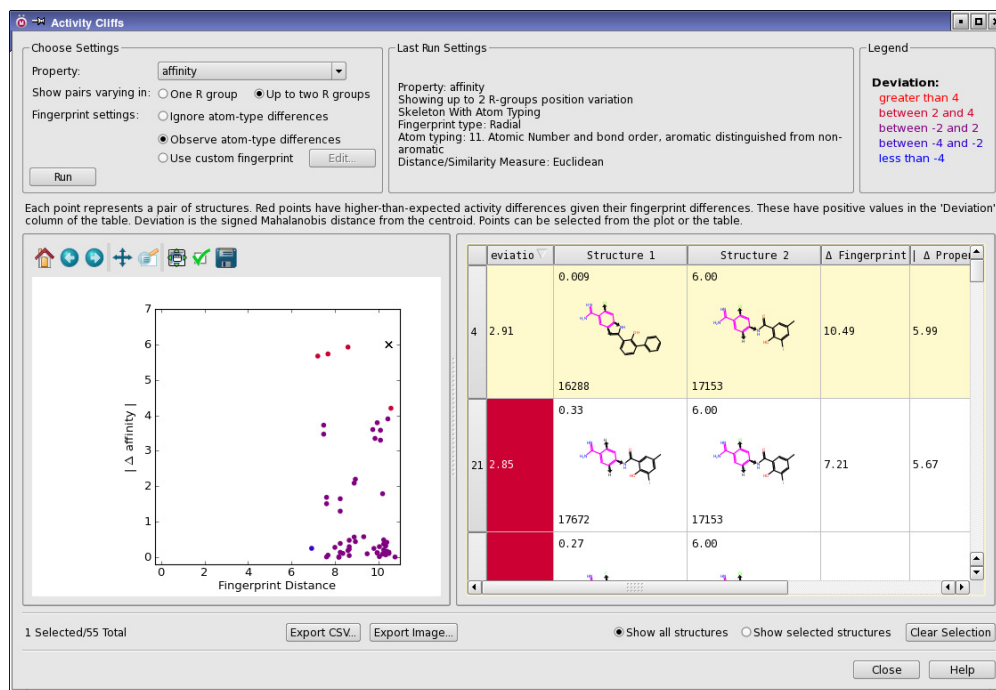 Activity Cliffs
Choose Settings
Property: affinity
Show pairs varying in: One R group Up to two R groups
Fingerprint settings: Ignore atom-type differences
Observe atom-type differences
Use custom fingerprint Edit...
Run
Last Run Settings
Property: affinity
Showing up to 2 R-groups position variation
Skeleton With Atom Typing
Fingerprint type: Radial
Atom typing: 11. Atomic Number and bond order, aromatic distinguished from non-
aromatic
Distance/Similarity Measure: Euclidean
Legend
Deviation:
greater than 4
between 2 and 4
between -2 and 2
between -4 and -2
less than -4
Each point represents a pair of structures. Red points have higher-than-expected activity differences given their fingerprint differences. These have positive values in the 'Deviation'
column of the table. Deviation is the signed Mahalanobis distance from the centroid. Points can be selected from the plot or the table.
7
6
5
4
3
2
1
0
| Δ affinity |
0 2 4 6 8 10
Fingerprint Distance
eviatio Structure 1 Structure 2 Δ Fingerprint | Δ Prope
0.009 6.00
4 2.91 10.49 5.99
16288 17153
0.33 6.00
21 2.85 7.21 5.67
17672 17153
0.27 6.00
1 Selected/55 Total
Export CSV... Export Image...
Show all structures Show selected structures Clear Selection
Close Help